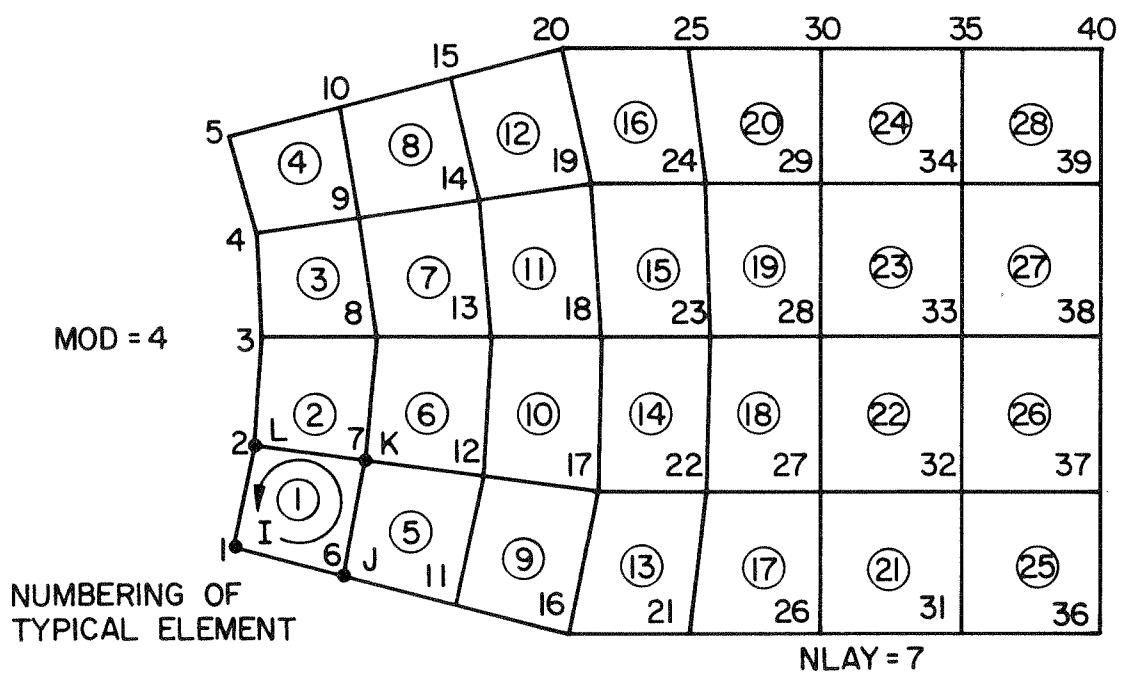 20 25 30 35 40
15
10
5
16 20 24 28
12
8
4
19 24 29 34 39
14
9
4
11 15 19 23 27
3 7
18 23 28 33 38
13
8
MOD = 4
3
2 6 10 14 18 22 26
2 L 7 K 12 17 22 27 32 37
1
5
9 13 17 21 25
1 I 6 J 11
16 21 26 31 36
NUMBERING OF
TYPICAL ELEMENT
NLAY = 7